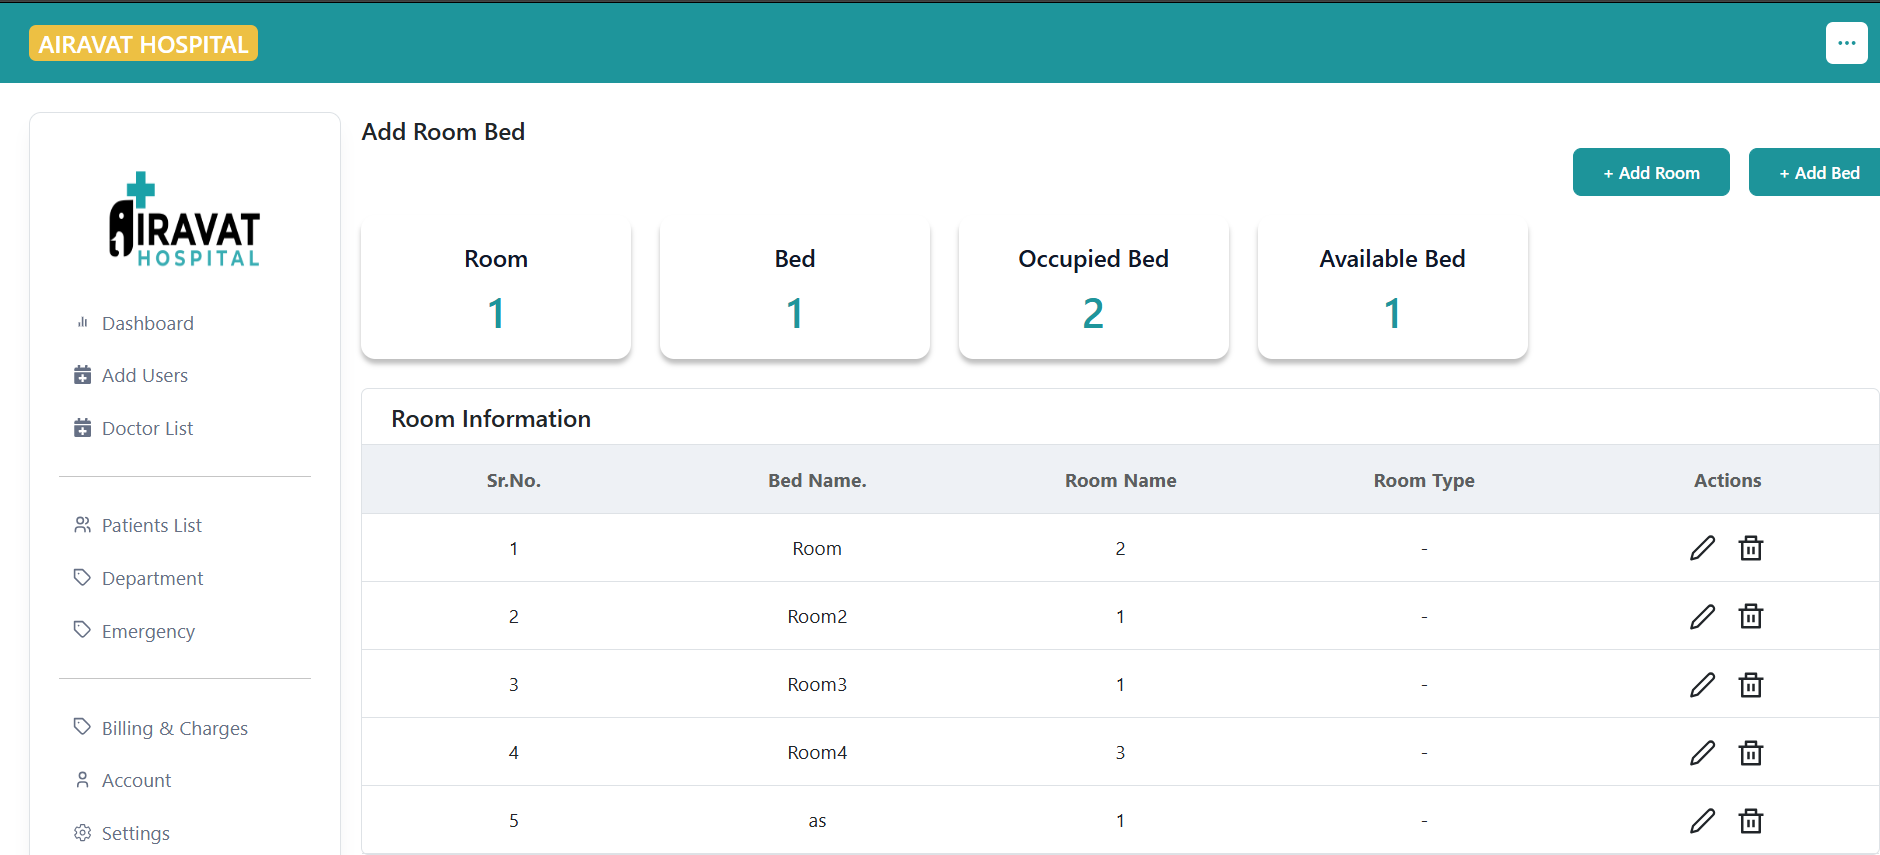 AIRAVAT HOSPITAL
AIRAVAT
HOSPITAL
Dashboard
Add Users
Doctor List
Patients List
Department
Emergency
Billing & Charges
Account
Settings
Add Room Bed
+ Add Room + Add Bed
Room Bed Occupied Bed Available Bed
1 1 2 1
Room Information
Sr.No. Bed Name. Room Name Room Type Actions
1 Room 2 -
2 Room2 1 -
3 Room3 1 -
4 Room4 3 -
5 as 1 -